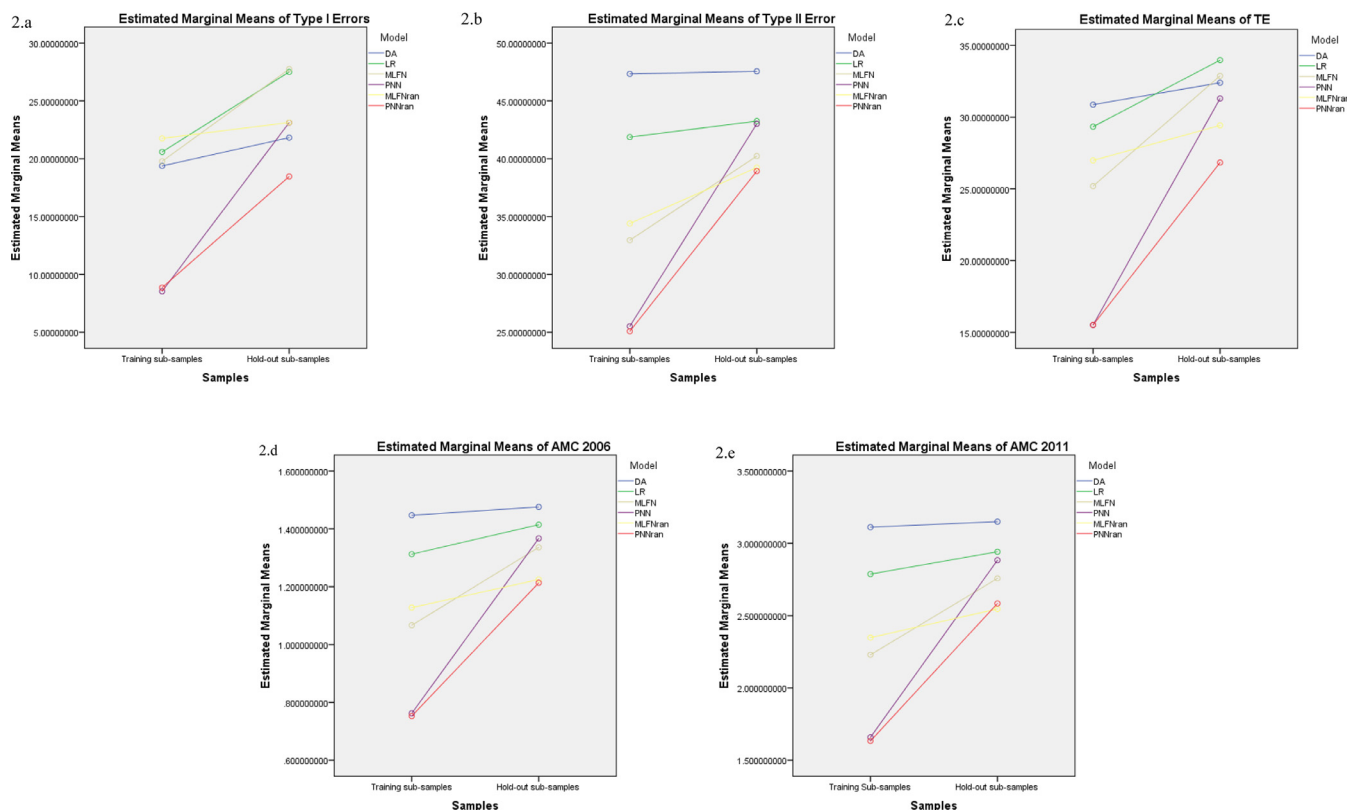 2.a
Estimated Marginal Means of Type I Errors
Model
DA
LR
MLFN
PNN
MLFNran
PNNran
Estimated Marginal Means
30.00000000
25.00000000
20.00000000
15.00000000
10.00000000
5.00000000
Training sub-samples Hold-out sub-samples
Samples
2.b
Estimated Marginal Means of Type II Error
Model
DA
LR
MLFN
PNN
MLFNran
PNNran
Estimated Marginal Means
50.00000000
45.00000000
40.00000000
35.00000000
30.00000000
25.00000000
Training sub-samples Hold-out sub-samples
Samples
2.c
Estimated Marginal Means of TE
Model
DA
LR
MLFN
PNN
MLFNran
PNNran
Estimated Marginal Means
35.00000000
30.00000000
25.00000000
20.00000000
15.00000000
Training sub-samples Hold-out sub-samples
Samples
2.d
Estimated Marginal Means of AMC 2006
Model
DA
LR
MLFN
PNN
MLFNran
PNNran
Estimated Marginal Means
1.600000000
1.400000000
1.200000000
1.000000000
.800000000
.600000000
Training sub-samples Hold-out sub-samples
Samples
2.e
Estimated Marginal Means of AMC 2011
Model
DA
LR
MLFN
PNN
MLFNran
PNNran
Estimated Marginal Means
3.500000000
3.000000000
2.500000000
2.000000000
1.500000000
Training Sub-samples Hold-out sub-samples
Samples